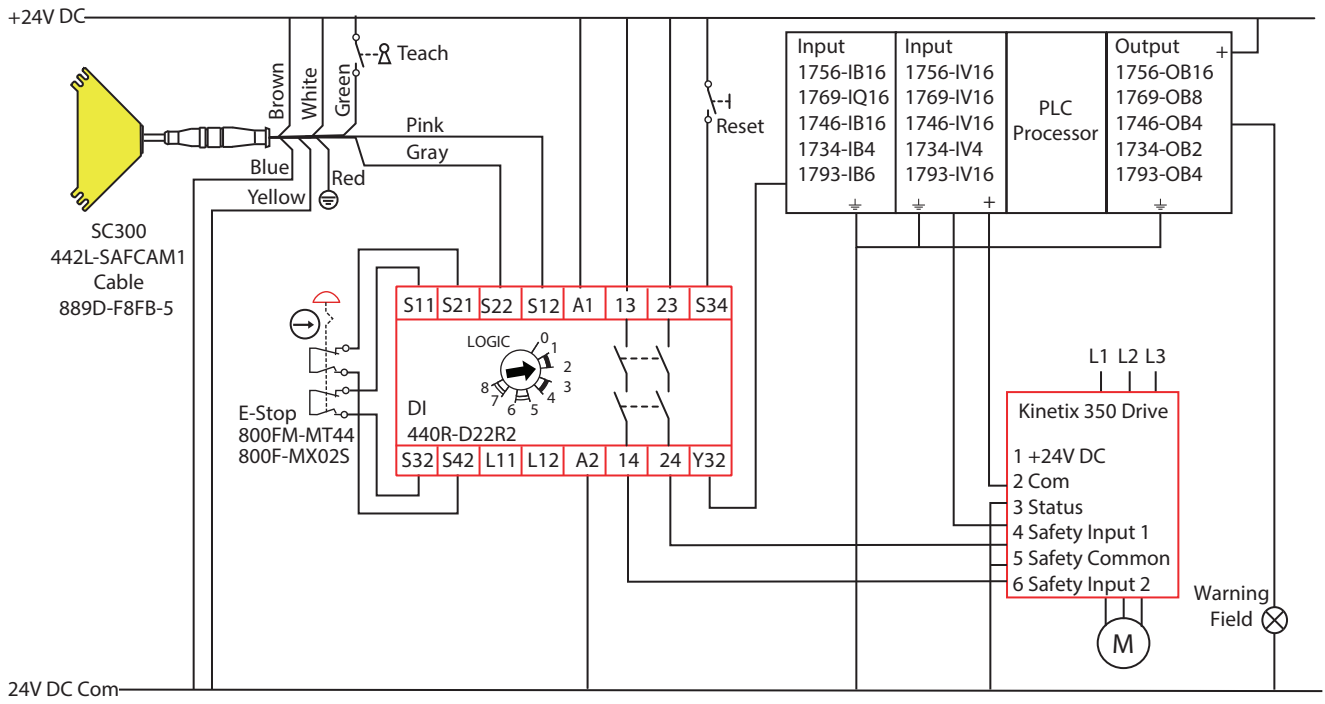 +24V DC
Brown
White
Green
Teach
Pink
Gray
Blue
Red
Yellow
Reset
SC300
442L-SAFCAM1
Cable
889D-F8FB-5
Input
1756-IB16
1769-IQ16
1746-IB16
1734-IB4
1793-IB6
Input
1756-IV16
1769-IV16
1746-IV16
1734-IV4
1793-IV16
+
PLC
Processor
Output
+
1756-OB16
1769-OB8
1746-OB4
1734-OB2
1793-OB4
S11 S21 S22 S12 A1 13 23 S34
LOGIC
0
1
2
3
4
5
6
7
8
DI
440R-D22R2
S32 S42 L11 L12 A2 14 24 Y32
E-Stop
800FM-MT44
800F-MX02S
L1 L2 L3
Kinetix 350 Drive
1 +24V DC
2 Com
3 Status
4 Safety Input 1
5 Safety Common
6 Safety Input 2
M
Warning
Field
24V DC Com